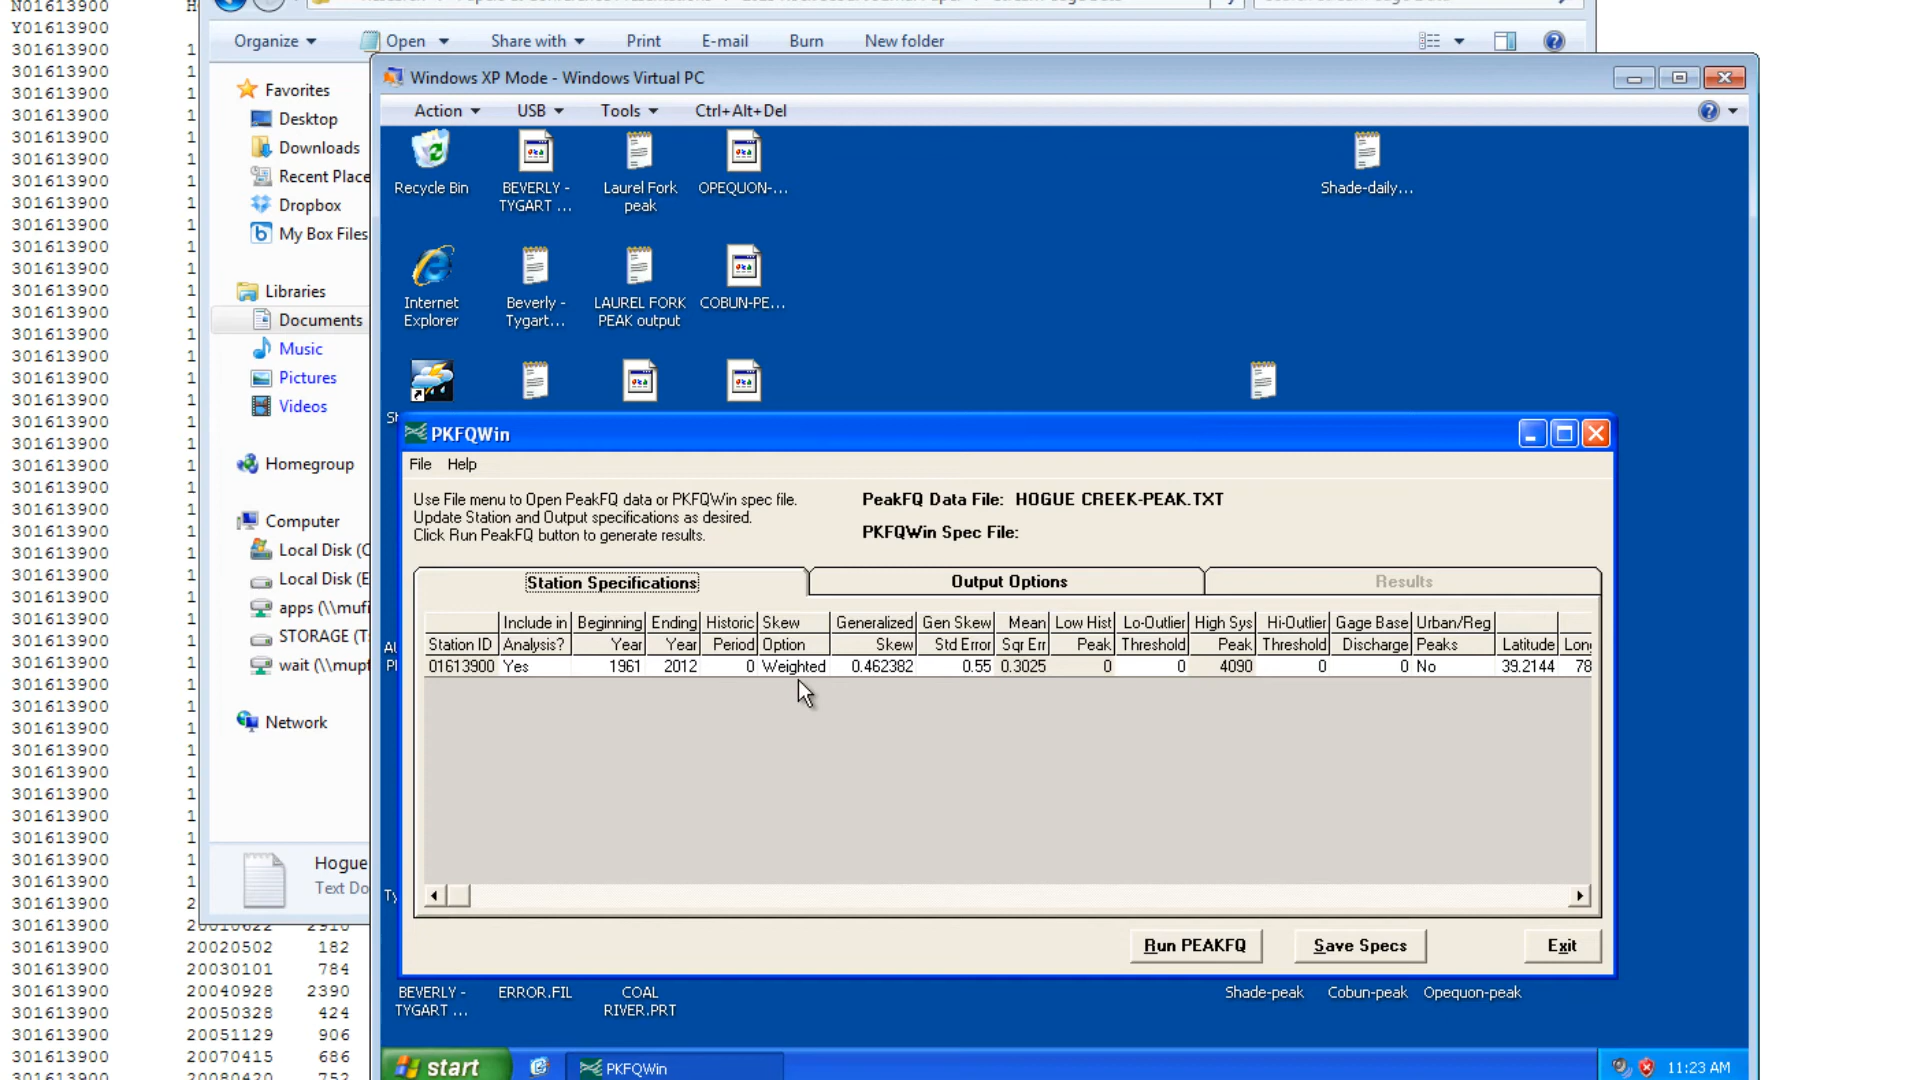 N01613900
Y01613900
301613900
Organize
Open
Share with
Print
E-mail
Burn
New folder
Favorites
Desktop
Downloads
Recent Place
Dropbox
My Box Files
Libraries
Documents
Music
Pictures
Videos
Homegroup
Computer
Local Disk (C
Local Disk (E
apps (\\mufi
STORAGE (T:
wait (\\mupt
Network
Hogue
Text Do
Windows XP Mode - Windows Virtual PC
Action
USB
Tools
Ctrl+Alt+Del
Recycle Bin
BEVERLY -
TYGART ...
Laurel Fork
peak
OPEQUON-...
Shade-daily...
Internet
Explorer
Beverly -
Tygart...
LAUREL FORK
PEAK output
COBUN-PE...
PKFQWin
File Help
Use File menu to Open PeakFQ data or PKFQWin spec file.
Update Station and Output specifications as desired.
Click Run PeakFQ button to generate results.
PeakFQ Data File: HOGUE CREEK-PEAK.TXT
PKFQWin Spec File:
Station Specifications
Output Options
Results
Include in Beginning Ending Historic Skew Generalized Gen Skew Mean Low Hist Lo-Outlier High Sys Hi-Outlier Gage Base Urban/Reg
Station ID Analysis? Year Year Period Option Skew Std Error Sqr Err Peak Threshold Peak Threshold Discharge Peaks Latitude Long
01613900 Yes 1961 2012 0 Weighted 0.462382 0.55 0.3025 0 0 4090 0 0 No 39.2144 78
Run PEAKFQ
Save Specs
Exit
BEVERLY -
TYGART ...
ERROR.FIL
COAL
RIVER.PRT
Shade-peak
Cobun-peak
Opequon-peak
start
PKFQWin
11:23 AM
301613900 20010622 2910
301613900 20020502 182
301613900 20030101 784
301613900 20040928 2390
301613900 20050328 424
301613900 20051129 906
301613900 20070415 686
301613900 20080420 752